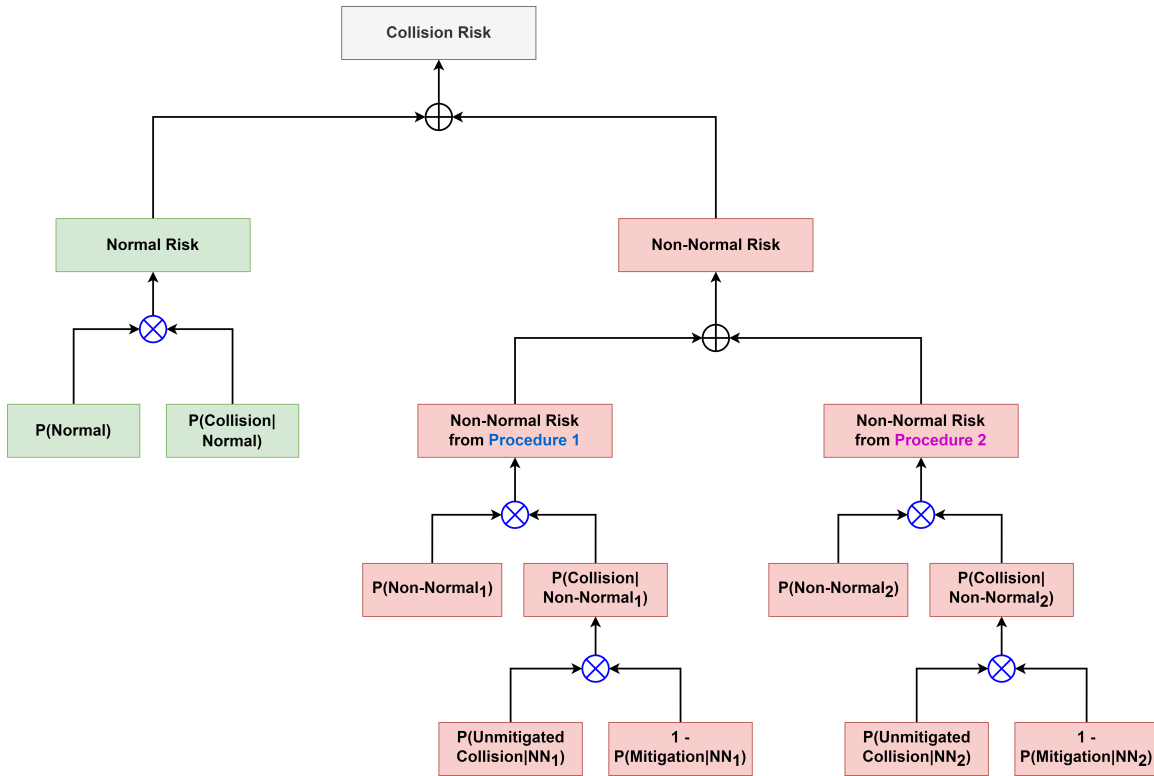 Collision Risk
Normal Risk
Non-Normal Risk
P(Normal)
P(Collision|
Normal)
Non-Normal Risk
from Procedure 1
Non-Normal Risk
from Procedure 2
P(Non-Normal₁)
P(Collision|
Non-Normal₁)
P(Non-Normal₂)
P(Collision|
Non-Normal₂)
P(Unmitigated
Collision|NN₁)
1 -
P(Mitigation|NN₁)
P(Unmitigated
Collision|NN₂)
1 -
P(Mitigation|NN₂)